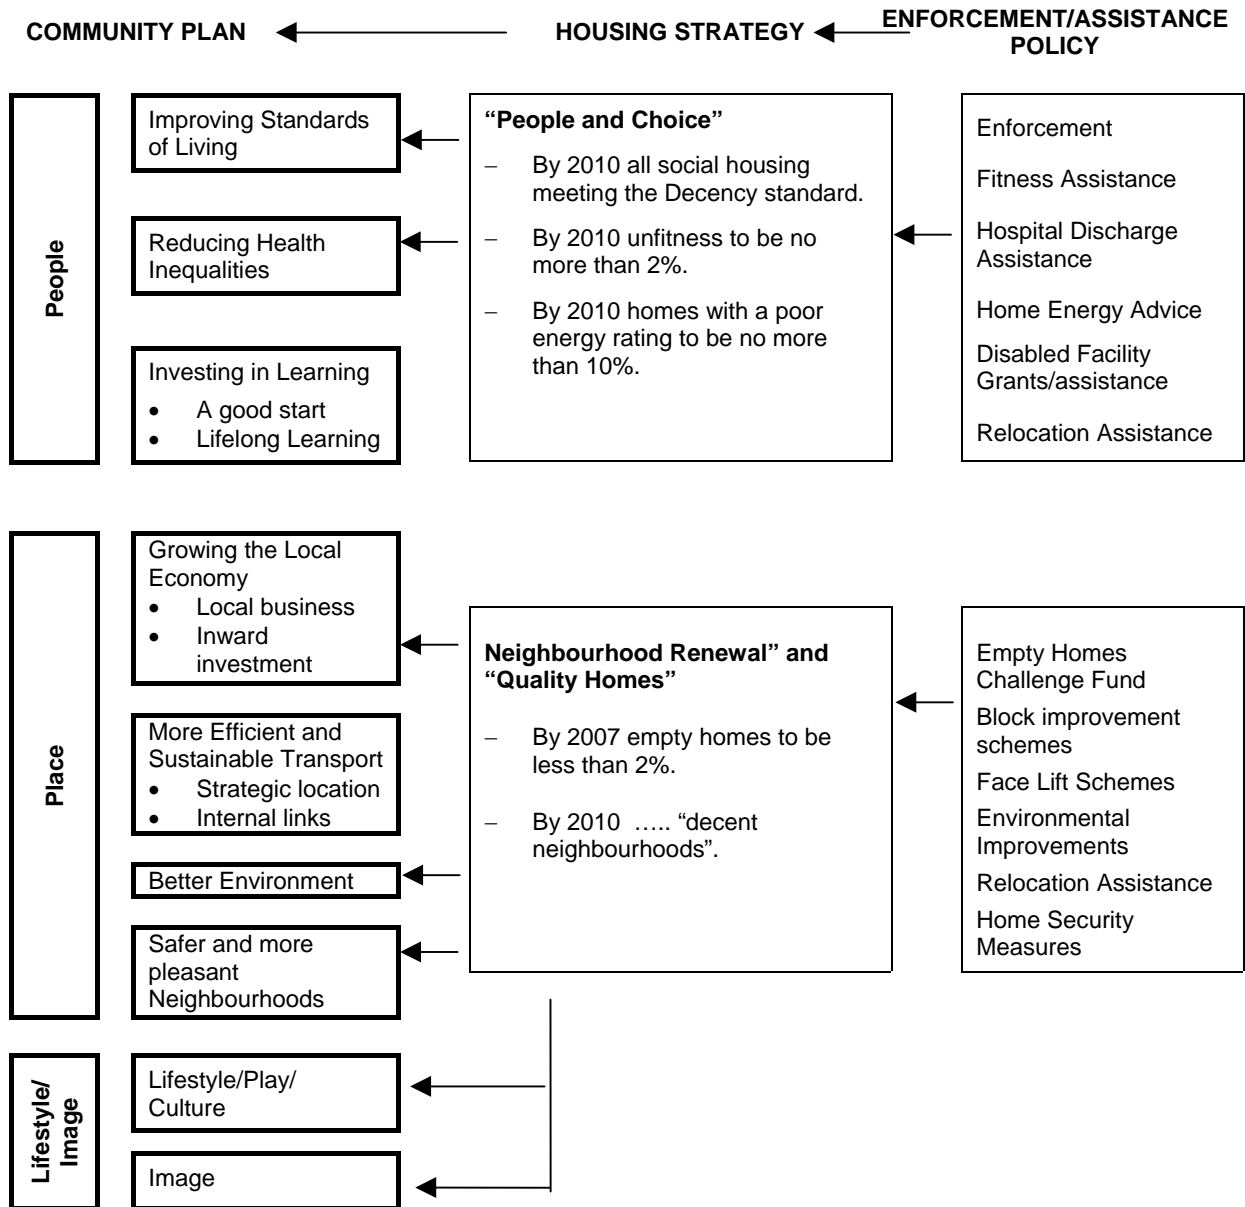 COMMUNITY PLAN
HOUSING STRATEGY
ENFORCEMENT/ASSISTANCE
POLICY
People
Improving Standards
of Living
Reducing Health
Inequalities
Investing in Learning
• A good start
• Lifelong Learning
“People and Choice”
– By 2010 all social housing
meeting the Decency standard.
– By 2010 unfitness to be no
more than 2%.
– By 2010 homes with a poor
energy rating to be no more
than 10%.
Enforcement
Fitness Assistance
Hospital Discharge
Assistance
Home Energy Advice
Disabled Facility
Grants/assistance
Relocation Assistance
Place
Growing the Local
Economy
• Local business
• Inward
investment
More Efficient and
Sustainable Transport
• Strategic location
• Internal links
Better Environment
Safer and more
pleasant
Neighbourhoods
Neighbourhood Renewal” and
“Quality Homes”
– By 2007 empty homes to be
less than 2%.
– By 2010 ….. “decent
neighbourhoods”.
Empty Homes
Challenge Fund
Block improvement
schemes
Face Lift Schemes
Environmental
Improvements
Relocation Assistance
Home Security
Measures
Lifestyle/
Image
Lifestyle/Play/
Culture
Image